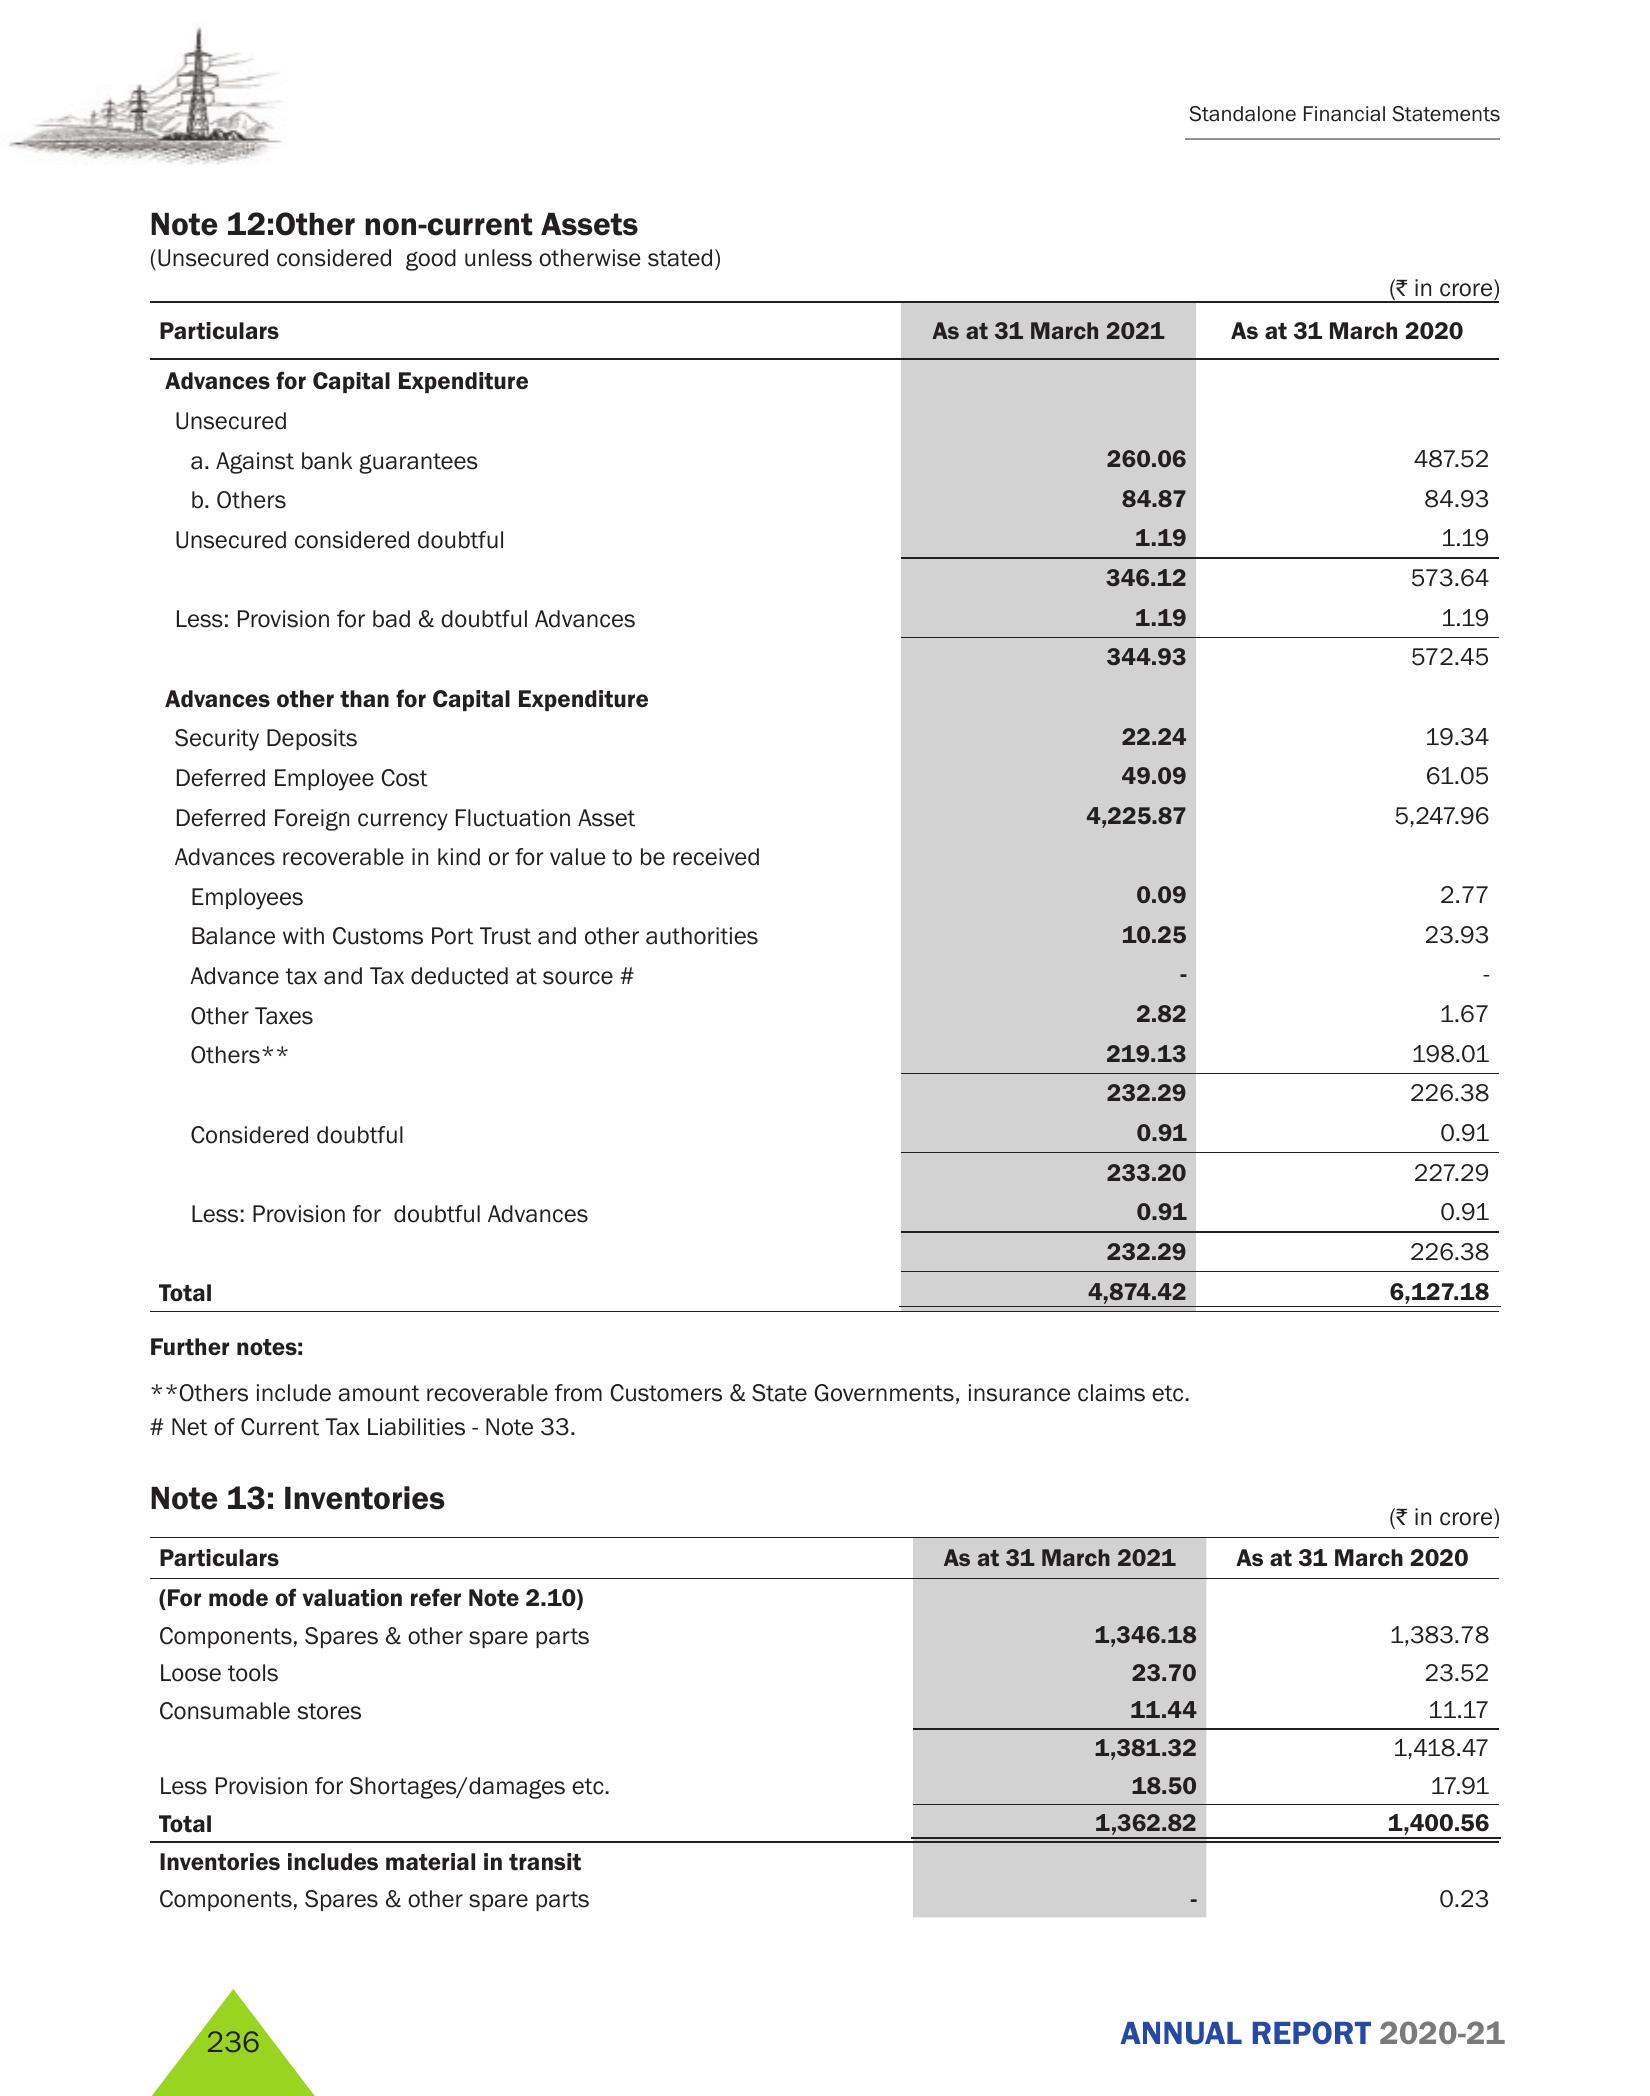 Standalone Financial Statements
Note 12:Other non-current Assets
(Unsecured considered  good unless otherwise stated)
(₹ in crore)
Particulars As at 31 March 2021 As at 31 March 2020
Advances for Capital Expenditure
Unsecured
a. Against bank guarantees 260.06 487.52
b. Others 84.87 84.93
Unsecured considered doubtful 1.19 1.19
346.12 573.64
Less: Provision for bad & doubtful Advances 1.19 1.19
344.93 572.45
Advances other than for Capital Expenditure
Security Deposits 22.24 19.34
Deferred Employee Cost 49.09 61.05
Deferred Foreign currency Fluctuation Asset 4,225.87 5,247.96
Advances recoverable in kind or for value to be received
Employees 0.09 2.77
Balance with Customs Port Trust and other authorities 10.25 23.93
Advance tax and Tax deducted at source # - -
Other Taxes 2.82 1.67
Others** 219.13 198.01
232.29 226.38
Considered doubtful 0.91 0.91
233.20 227.29
Less: Provision for  doubtful Advances 0.91 0.91
232.29 226.38
Total 4,874.42 6,127.18
Further notes:
**Others include amount recoverable from Customers & State Governments, insurance claims etc.
# Net of Current Tax Liabilities - Note 33.
Note 13: Inventories
(₹ in crore)
Particulars As at 31 March 2021 As at 31 March 2020
(For mode of valuation refer Note 2.10)
Components, Spares & other spare parts 1,346.18 1,383.78
Loose tools 23.70 23.52
Consumable stores 11.44 11.17
1,381.32 1,418.47
Less Provision for Shortages/damages etc. 18.50 17.91
Total 1,362.82 1,400.56
Inventories includes material in transit
Components, Spares & other spare parts - 0.23
236
ANNUAL REPORT 2020-21